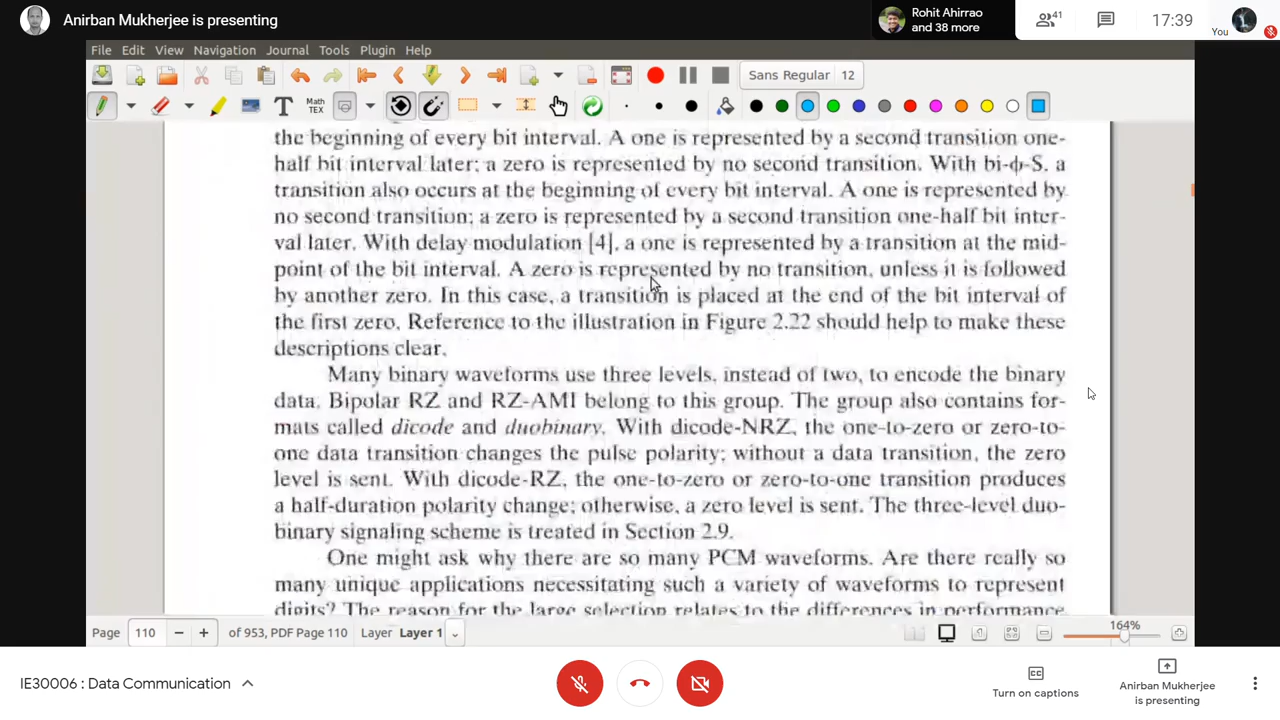 Anirban Mukherjee is presenting
Rohit Ahirrao
and 38 more
41
17:39
You
File Edit View Navigation Journal Tools Plugin Help
Sans Regular 12
T Math TEX
the beginning of every bit interval. A one is represented by a second transition one-
half bit interval later; a zero is represented by no second transition. With bi-ϕ-S, a
transition also occurs at the beginning of every bit interval. A one is represented by
no second transition; a zero is represented by a second transition one-half bit inter-
val later. With delay modulation [4], a one is represented by a transition at the mid-
point of the bit interval. A zero is represented by no transition, unless it is followed
by another zero. In this case, a transition is placed at the end of the bit interval of
the first zero. Reference to the illustration in Figure 2.22 should help to make these
descriptions clear.
Many binary waveforms use three levels, instead of two, to encode the binary
data. Bipolar RZ and RZ-AMI belong to this group. The group also contains for-
mats called dicode and duobinary. With dicode-NRZ, the one-to-zero or zero-to-
one data transition changes the pulse polarity; without a data transition, the zero
level is sent. With dicode-RZ, the one-to-zero or zero-to-one transition produces
a half-duration polarity change; otherwise, a zero level is sent. The three-level duo-
binary signaling scheme is treated in Section 2.9.
One might ask why there are so many PCM waveforms. Are there really so
many unique applications necessitating such a variety of waveforms to represent
digits? The reason for the large selection relates to the differences in performance
Page 110 − + of 953, PDF Page 110 Layer Layer 1
164%
IE30006 : Data Communication
CC
Turn on captions
Anirban Mukherjee
is presenting